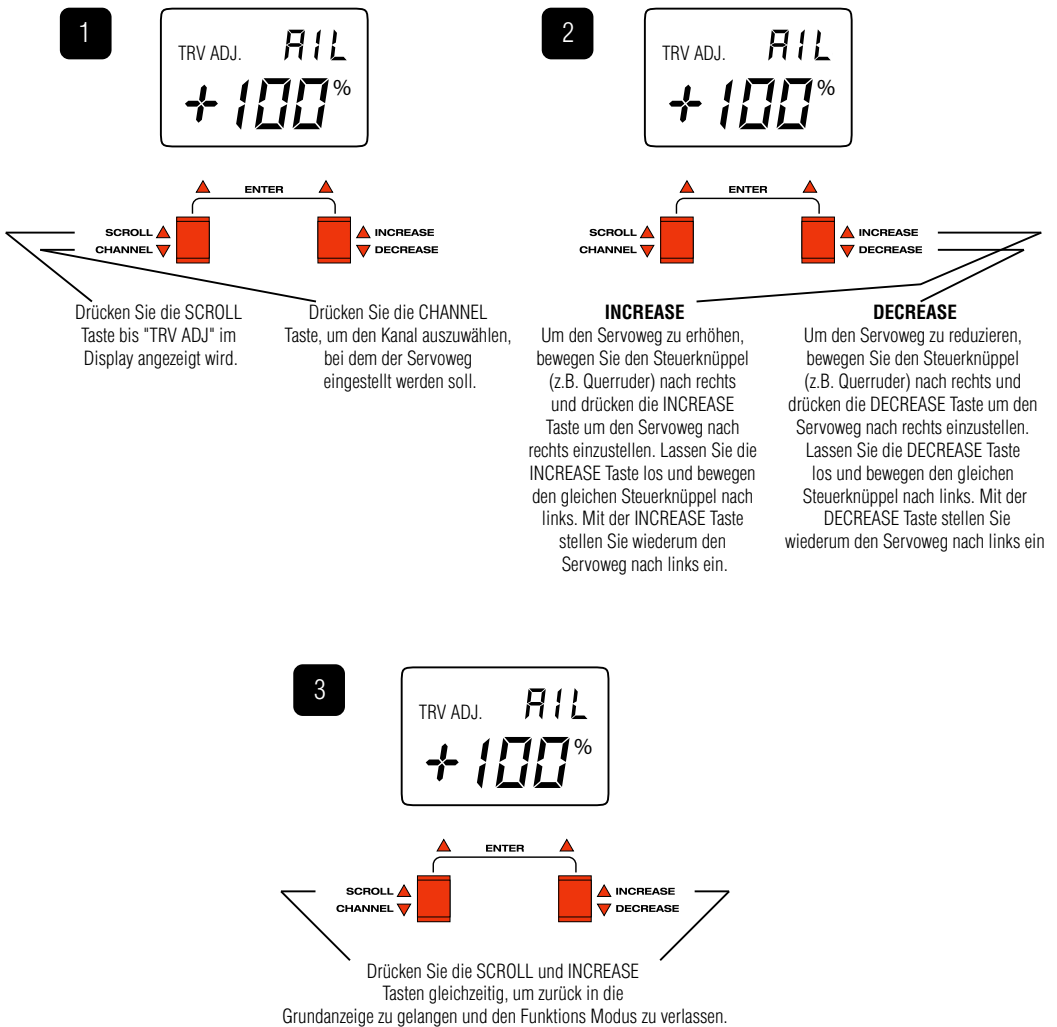 1
TRV ADJ. AIL
+100%
ENTER
SCROLL INCREASE
CHANNEL DECREASE
Drücken Sie die SCROLL
Taste bis "TRV ADJ" im
Display angezeigt wird.
Drücken Sie die CHANNEL
Taste, um den Kanal auszuwählen,
bei dem der Servoweg
eingestellt werden soll.
2
TRV ADJ. AIL
+100%
ENTER
SCROLL INCREASE
CHANNEL DECREASE
INCREASE
Um den Servoweg zu erhöhen,
bewegen Sie den Steuerknüppel
(z.B. Querruder) nach rechts
und drücken die INCREASE
Taste um den Servoweg nach
rechts einzustellen. Lassen Sie die
INCREASE Taste los und bewegen
den gleichen Steuerknüppel nach
links. Mit der INCREASE Taste
stellen Sie wiederum den
Servoweg nach links ein.
DECREASE
Um den Servoweg zu reduzieren,
bewegen Sie den Steuerknüppel
(z.B. Querruder) nach rechts und
drücken die DECREASE Taste um den
Servoweg nach rechts einzustellen.
Lassen Sie die DECREASE Taste
los und bewegen den gleichen
Steuerknüppel nach links. Mit der
DECREASE Taste stellen Sie
wiederum den Servoweg nach links ein
3
TRV ADJ. AIL
+100%
ENTER
SCROLL INCREASE
CHANNEL DECREASE
Drücken Sie die SCROLL und INCREASE
Tasten gleichzeitig, um zurück in die
Grundanzeige zu gelangen und den Funktions Modus zu verlassen.